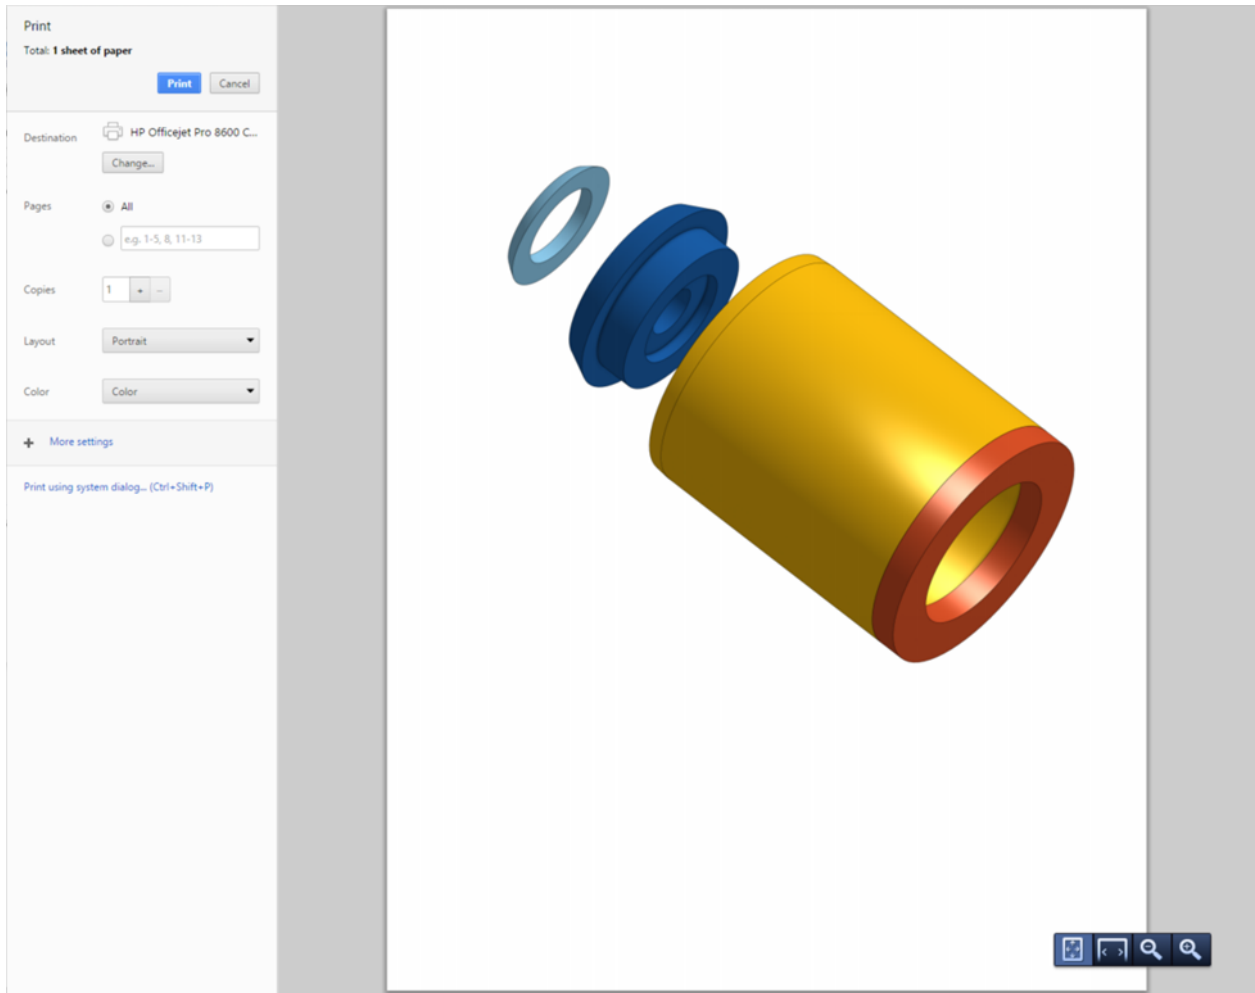 Print
Total: 1 sheet of paper
Print Cancel
Destination HP Officejet Pro 8600 C...
Change...
Pages All
e.g. 1-5, 8, 11-13
Copies 1 + -
Layout Portrait
Color Color
+ More settings
Print using system dialog... (Ctrl+Shift+P)